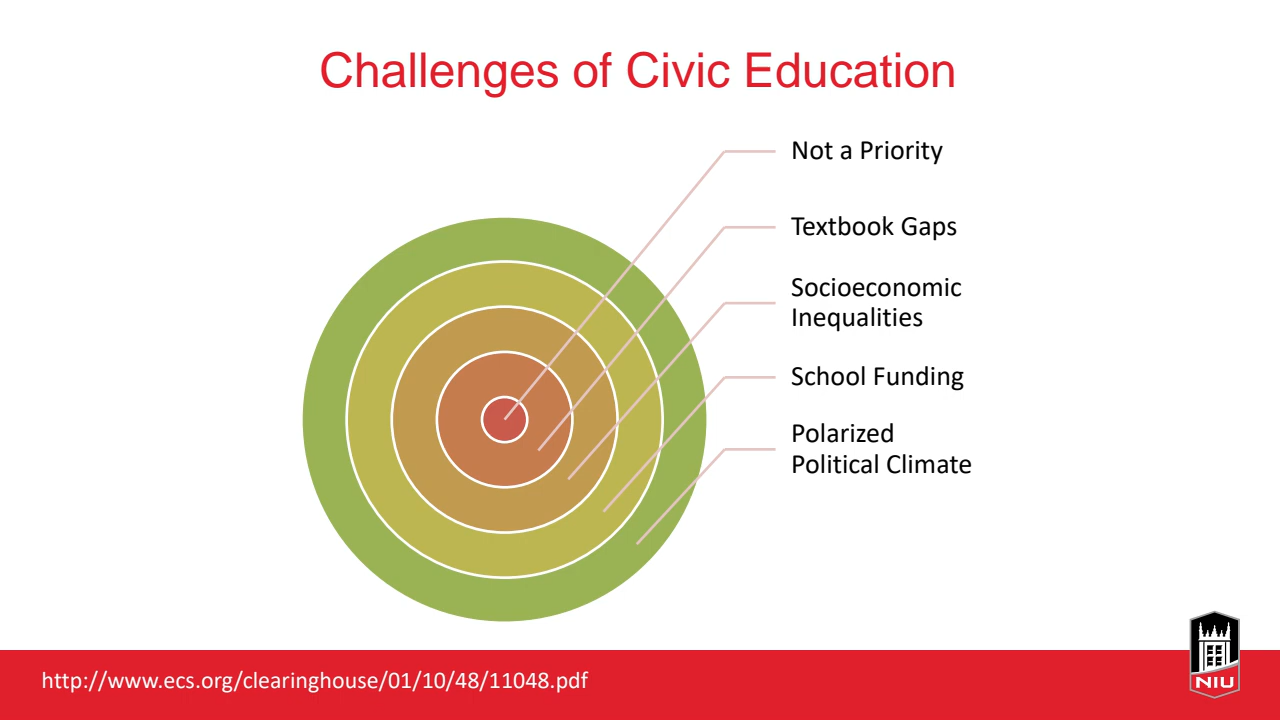 Challenges of Civic Education
Not a Priority
Textbook Gaps
Socioeconomic
Inequalities
School Funding
Polarized
Political Climate
http://www.ecs.org/clearinghouse/01/10/48/11048.pdf
NIU